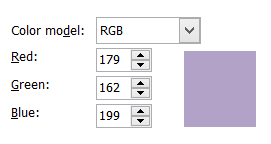 Color model: RGB
Red: 179
Green: 162
Blue: 199